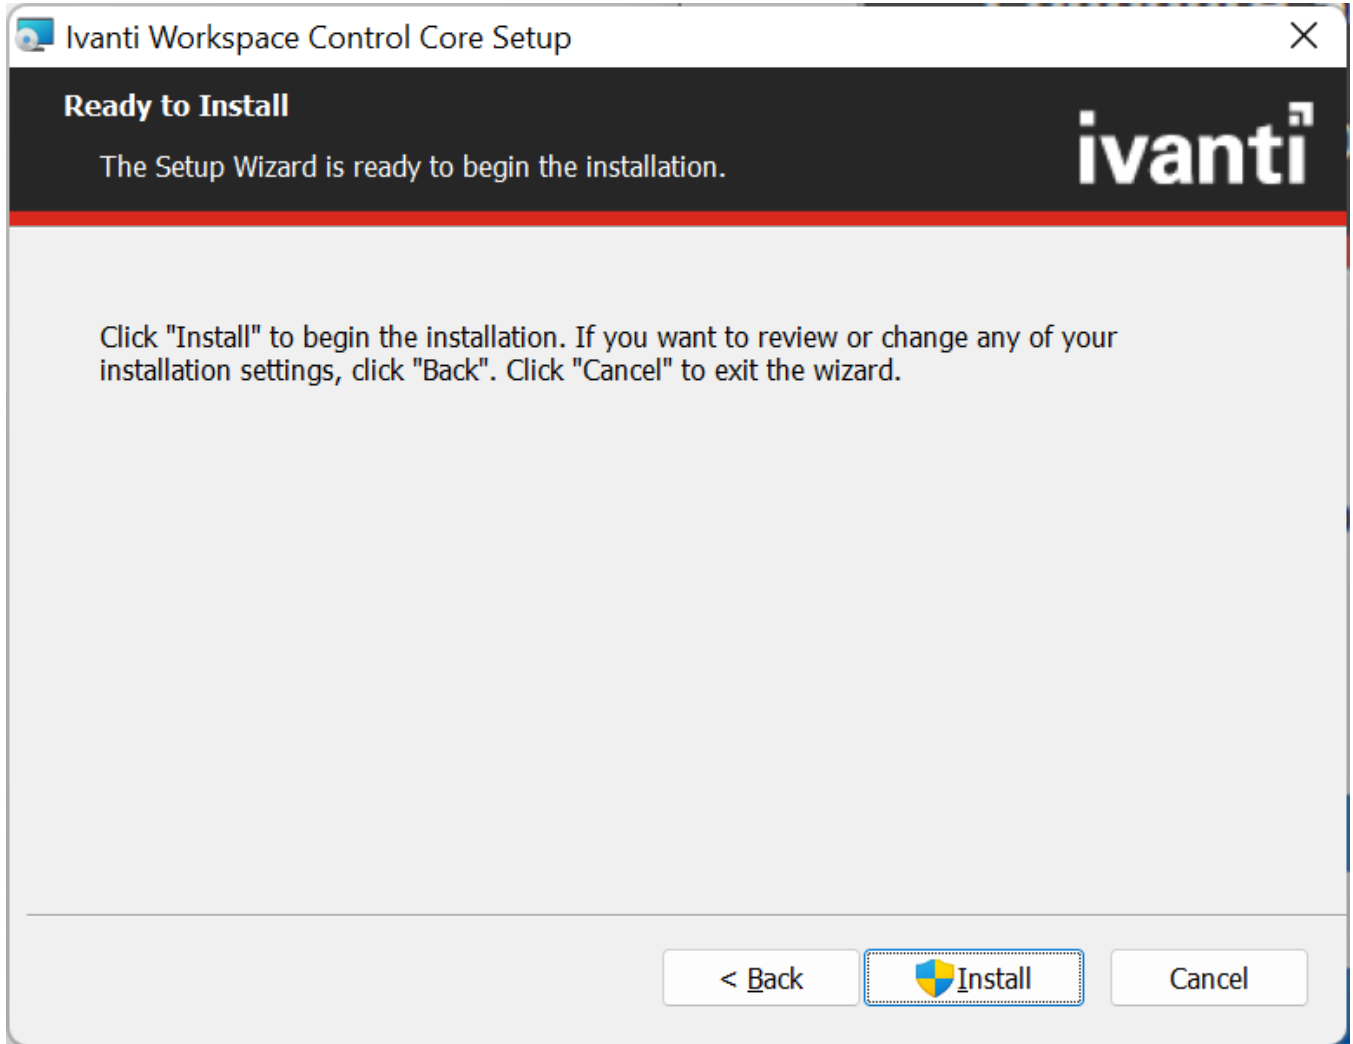 Ivanti Workspace Control Core Setup
Ready to Install
The Setup Wizard is ready to begin the installation.
ivanti
Click "Install" to begin the installation. If you want to review or change any of your
installation settings, click "Back". Click "Cancel" to exit the wizard.
< Back
Install
Cancel